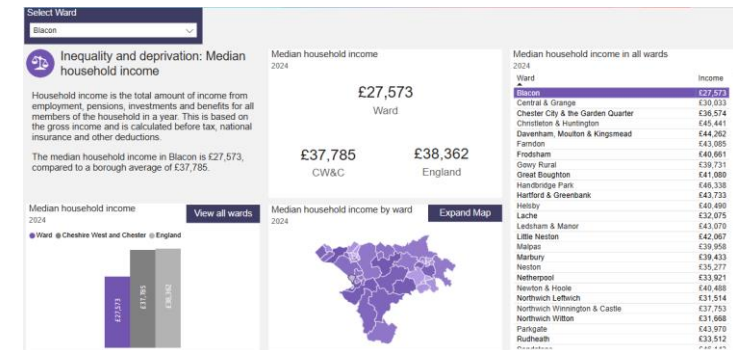 Select Ward
Blacon
Inequality and deprivation: Median
household income
Household income is the total amount of income from
employment, pensions, investments and benefits for all
members of the household in a year. This is based on
the gross income and is calculated before tax, national
insurance and other deductions.
The median household income in Blacon is £27,573,
compared to a borough average of £37,785.
Median household income
2024
£27,573
Ward
£37,785
CW&C
£38,362
England
Median household income in all wards
2024
Ward Income
Blacon £27,573
Central & Grange £30,033
Chester City & the Garden Quarter £36,574
Christleton & Huntington £45,441
Davenham, Moulton & Kingsmead £44,262
Farndon £43,085
Frodsham £40,661
Gowy Rural £39,731
Great Boughton £41,080
Handbridge Park £46,338
Hartford & Greenbank £43,733
Helsby £40,490
Lache £32,075
Ledsham & Manor £43,070
Little Neston £42,067
Malpas £39,958
Marbury £39,433
Neston £35,277
Netherpool £33,921
Newton & Hoole £40,488
Northwich Leftwich £31,514
Northwich Winnington & Castle £37,753
Northwich Witton £31,668
Parkgate £43,970
Rudheath £33,512
Median household income
2024
View all wards
Ward Cheshire West and Chester England
£27,573
£37,785
£38,362
Median household income by ward
2024
Expand Map